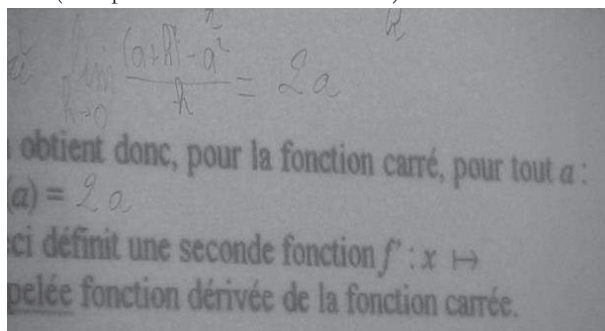 lim (a+h)² - a² / h = 2a
h→0
obtient donc, pour la fonction carré, pour tout a :
(a) = 2a
ci définit une seconde fonction f' : x ↦
pelée fonction dérivée de la fonction carrée.